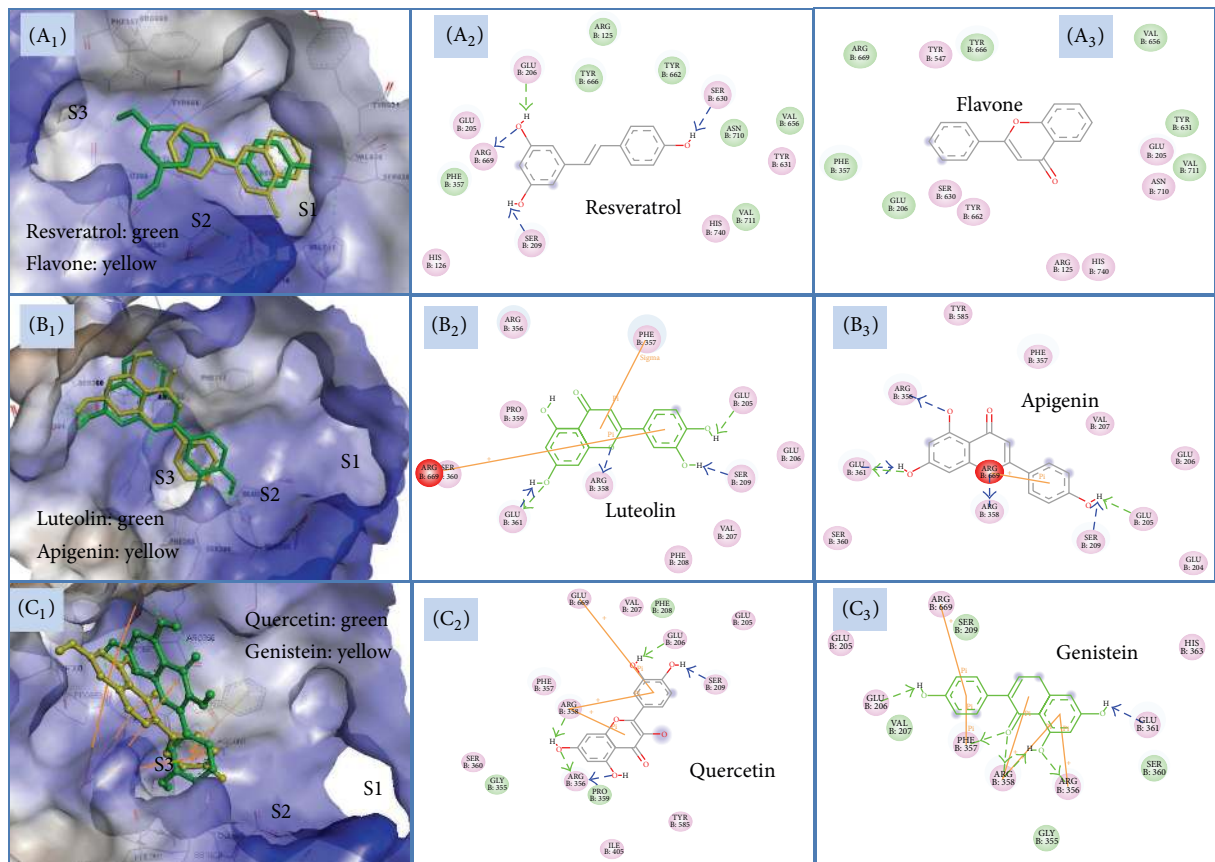 (A1)
S3
S2
S1
Resveratrol: green
Flavone: yellow
(A2)
ARG
B: 125
GLU
B: 206
TYR
B: 666
TYR
B: 662
SER
B: 630
GLU
B: 205
ARG
B: 669
PHE
B: 357
ASN
B: 710
VAL
B: 656
TYR
B: 631
H
O
H
O
H
O
Resveratrol
SER
B: 209
HIS
B: 126
HIS
B: 740
VAL
B: 711
(A3)
ARG
B: 669
TYR
B: 547
TYR
B: 666
VAL
B: 656
Flavone
O
O
PHE
B: 357
GLU
B: 206
SER
B: 630
TYR
B: 662
TYR
B: 631
GLU
B: 205
VAL
B: 711
ASN
B: 710
ARG
B: 125
HIS
B: 740
(B1)
S3
S2
S1
Luteolin: green
Apigenin: yellow
(B2)
ARG
B: 356
PHE
B: 357
Sigma
Pi
Pi
+
PRO
B: 359
GLU
B: 205
GLU
B: 206
ARG
B: 669
SER
B: 360
ARG
B: 358
SER
B: 209
GLU
B: 361
Luteolin
VAL
B: 207
PHE
B: 208
(B3)
TYR
B: 585
PHE
B: 357
ARG
B: 356
Apigenin
VAL
B: 207
GLU
B: 206
GLU
B: 361
ARG
B: 669
Pi
ARG
B: 358
SER
B: 360
GLU
B: 205
SER
B: 209
GLU
B: 204
(C1)
Quercetin: green
Genistein: yellow
S3
S2
S1
(C2)
GLU
B: 669
VAL
B: 207
PHE
B: 208
GLU
B: 205
GLU
B: 206
SER
B: 209
PHE
B: 357
ARG
B: 358
SER
B: 360
GLY
B: 355
ARG
B: 356
PRO
B: 359
Quercetin
TYR
B: 585
ILE
B: 405
(C3)
ARG
B: 669
SER
B: 209
Genistein
GLU
B: 205
HIS
B: 363
GLU
B: 206
VAL
B: 207
Pi
Pi
Pi
PHE
B: 357
GLU
B: 361
ARG
B: 358
ARG
B: 356
SER
B: 360
GLY
B: 355